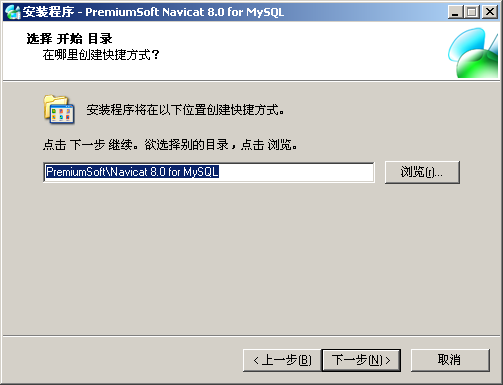 安装程序 - PremiumSoft Navicat 8.0 for MySQL
选择 开始 目录
在哪里创建快捷方式？
安装程序将在以下位置创建快捷方式。
点击 下一步 继续。欲选择别的目录，点击 浏览。
PremiumSoft\Navicat 8.0 for MySQL
浏览(r)...
< 上一步(B)
下一步(N) >
取消